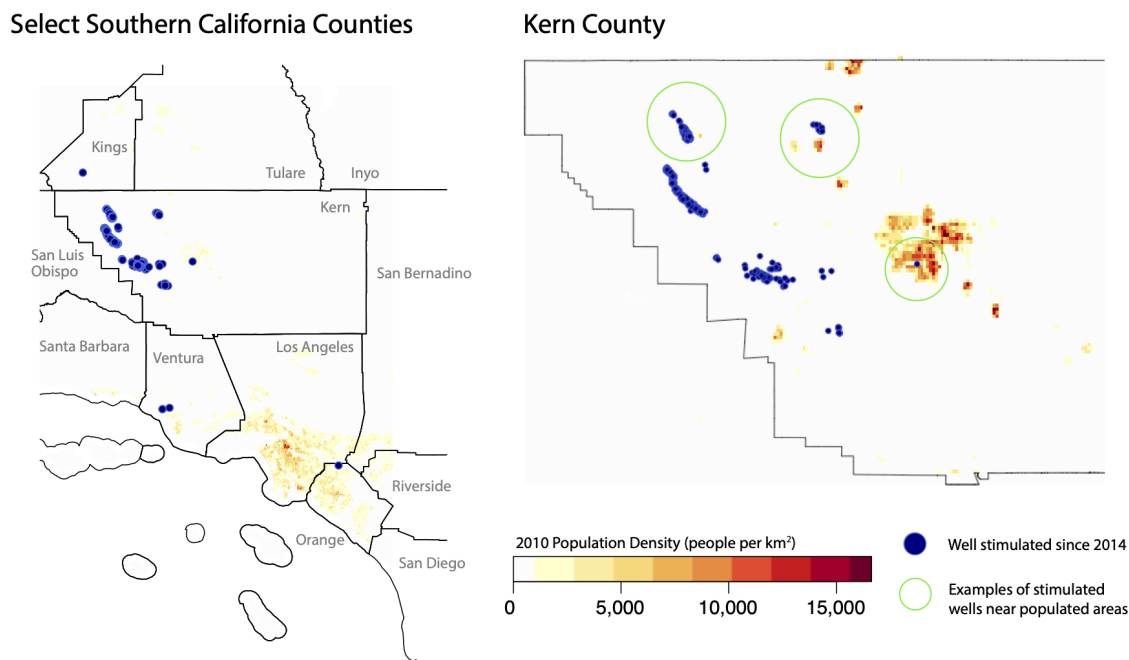 Select Southern California Counties
Kern County
Kings
Tulare
Inyo
Kern
San Luis
Obispo
San Bernadino
Santa Barbara
Ventura
Los Angeles
Riverside
Orange
San Diego
2010 Population Density (people per km²)
0
5,000
10,000
15,000
Well stimulated since 2014
Examples of stimulated
wells near populated areas